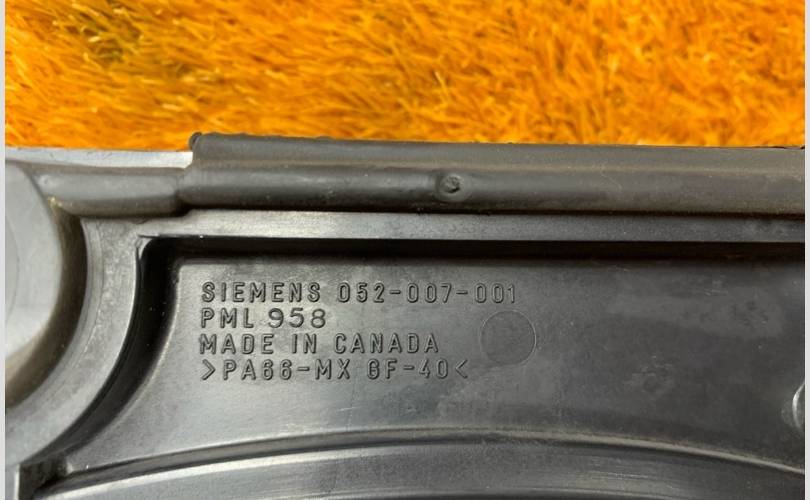 SIEMENS 052-007-001
PML 958
MADE IN CANADA
>PA66-MX GF-40<